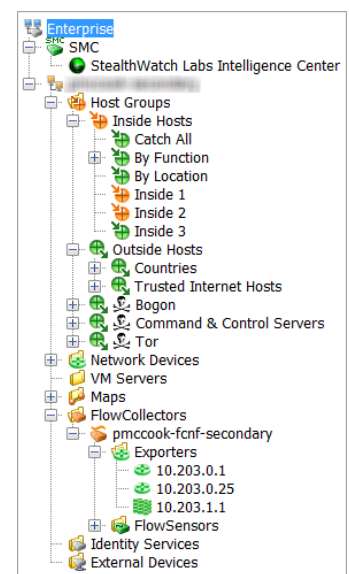 Enterprise
SMC
SMC
StealthWatch Labs Intelligence Center
Host Groups
Inside Hosts
Catch All
By Function
By Location
Inside 1
Inside 2
Inside 3
Outside Hosts
Countries
Trusted Internet Hosts
Bogon
Command & Control Servers
Tor
Network Devices
VM Servers
Maps
FlowCollectors
pmccook-fcnf-secondary
Exporters
10.203.0.1
10.203.0.25
10.203.1.1
FlowSensors
Identity Services
External Devices